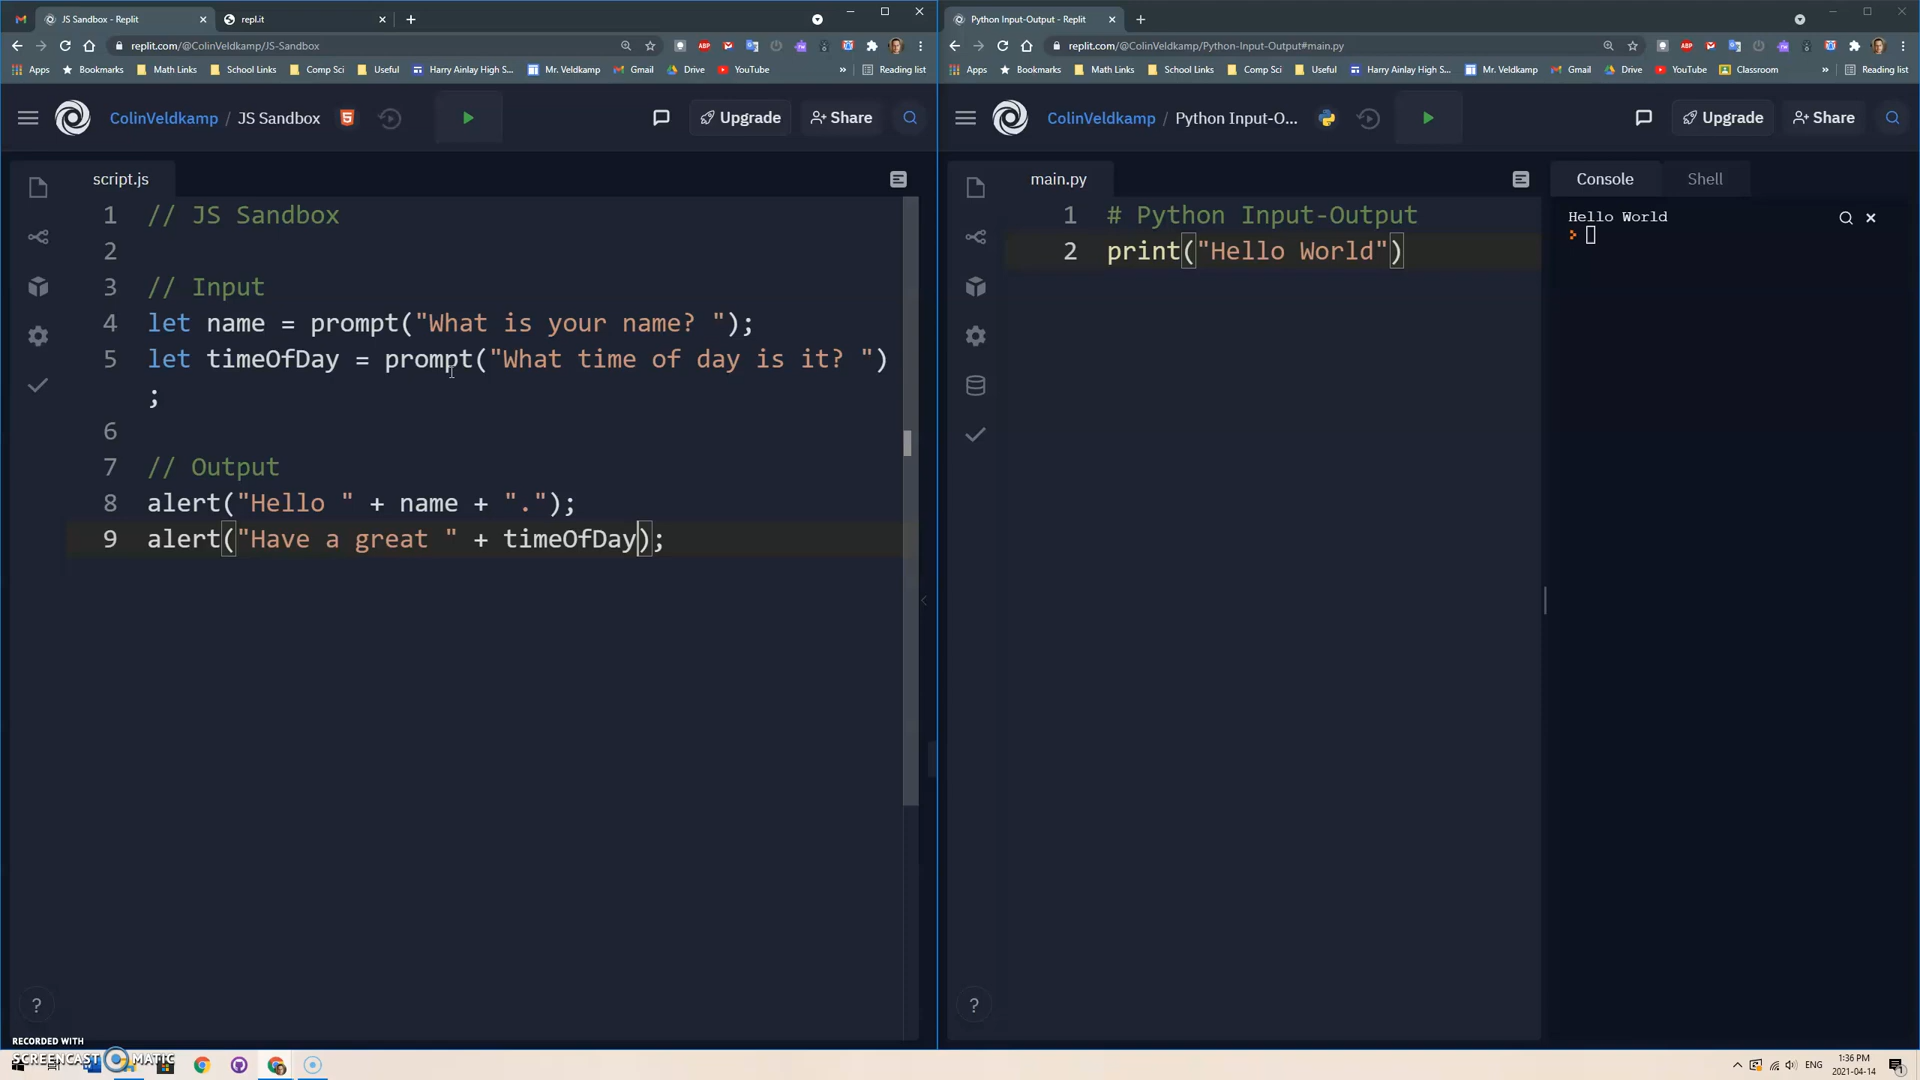 JS Sandbox - Replit
repl.it
replit.com/@ColinVeldkamp/JS-Sandbox
Apps
Bookmarks
Math Links
School Links
Comp Sci
Useful
Harry Ainlay High S...
Mr. Veldkamp
Gmail
Drive
YouTube
»
Reading list
ColinVeldkamp / JS Sandbox
Upgrade
Share
script.js
1 // JS Sandbox
2
3 // Input
4 let name = prompt("What is your name? ");
5 let timeOfDay = prompt("What time of day is it? ")
;
6
7 // Output
8 alert("Hello " + name + ".");
9 alert("Have a great " + timeOfDay);
?
Python Input-Output - Replit
replit.com/@ColinVeldkamp/Python-Input-Output#main.py
Apps
Bookmarks
Math Links
School Links
Comp Sci
Useful
Harry Ainlay High S...
Mr. Veldkamp
Gmail
Drive
YouTube
Classroom
»
Reading list
ColinVeldkamp / Python Input-O...
Upgrade
Share
main.py
1 # Python Input-Output
2 print("Hello World")
Console
Shell
Hello World
?
RECORDED WITH
SCREENCAST MATIC
ENG
1:36 PM
2021-04-14